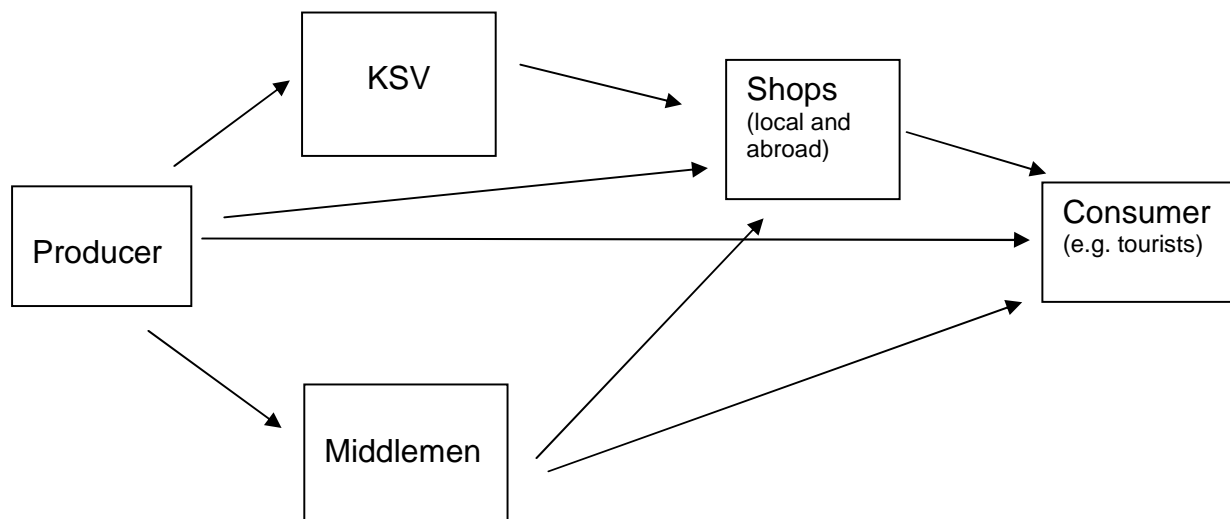 KSV
Shops
(local and
abroad)
Consumer
(e.g. tourists)
Producer
Middlemen